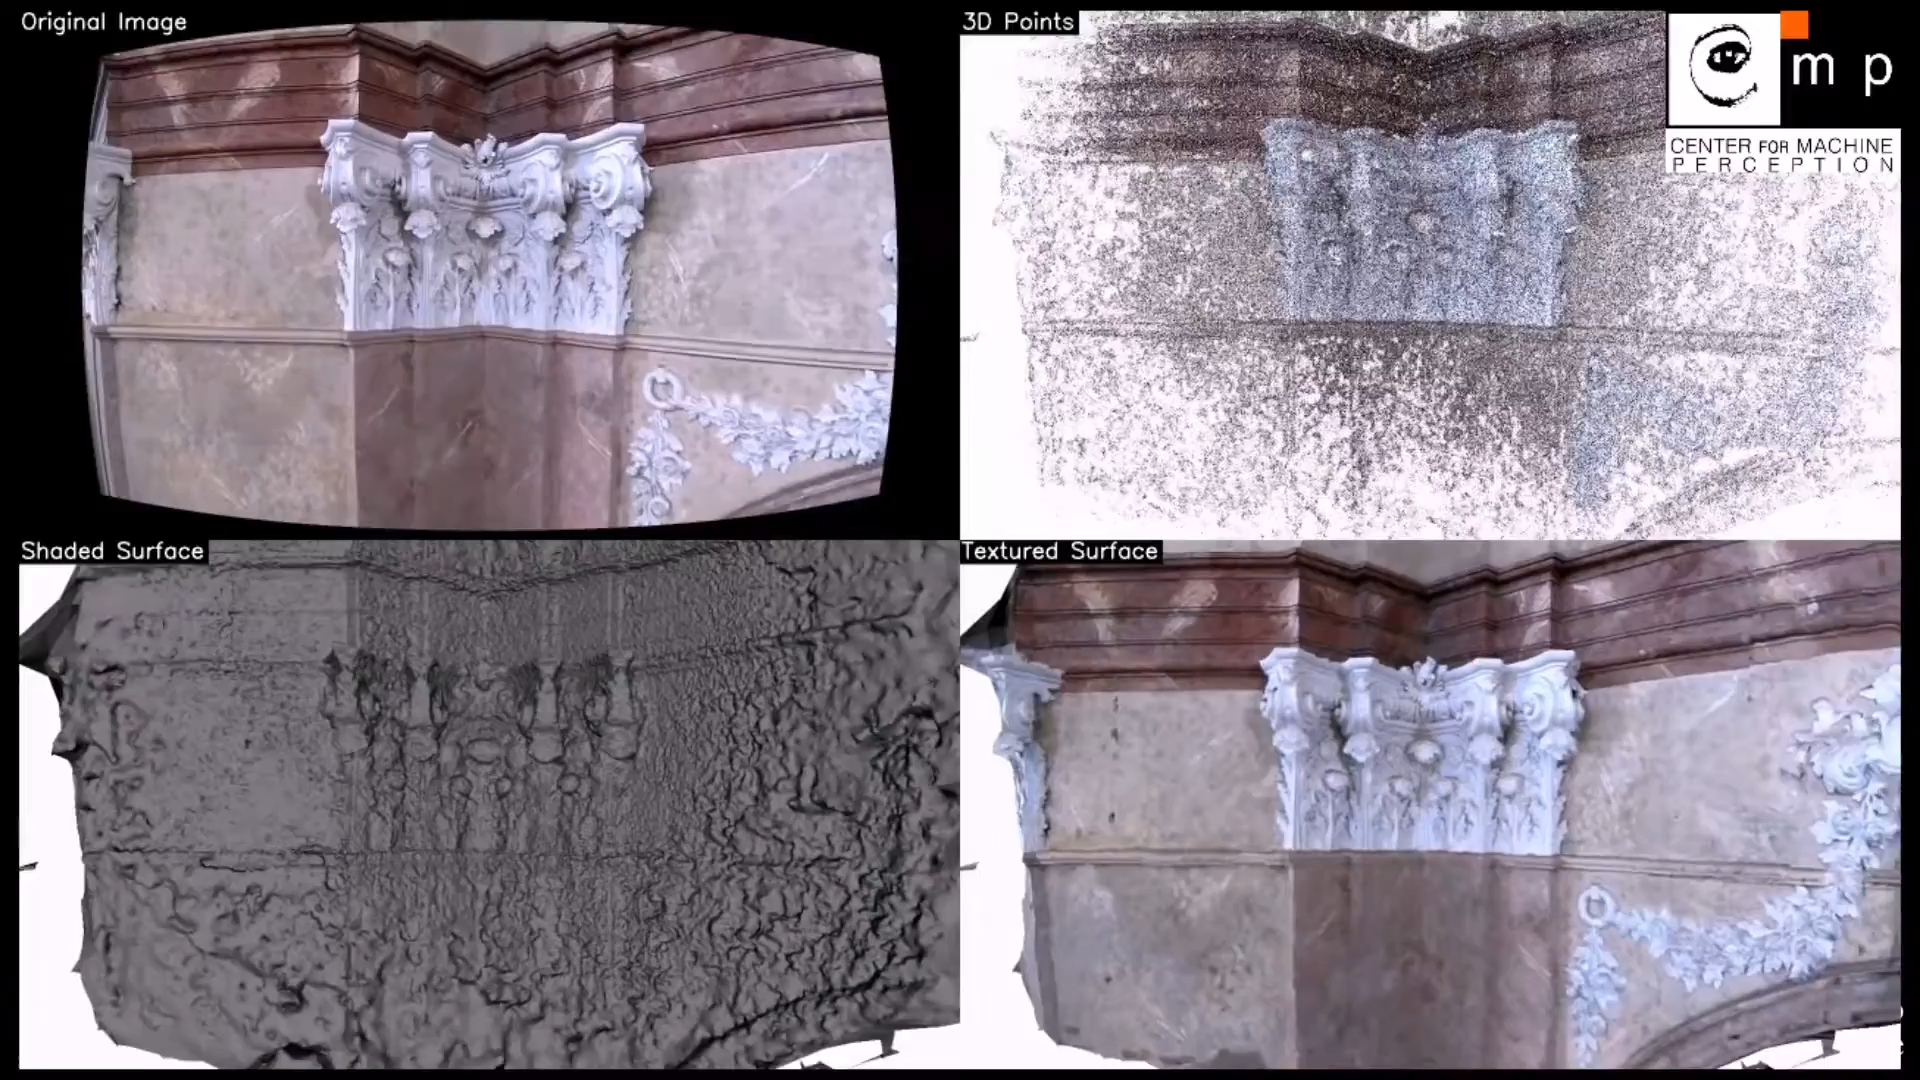 Original Image
3D Points
m p
CENTER FOR MACHINE
PERCEPTION
Shaded Surface
Textured Surface